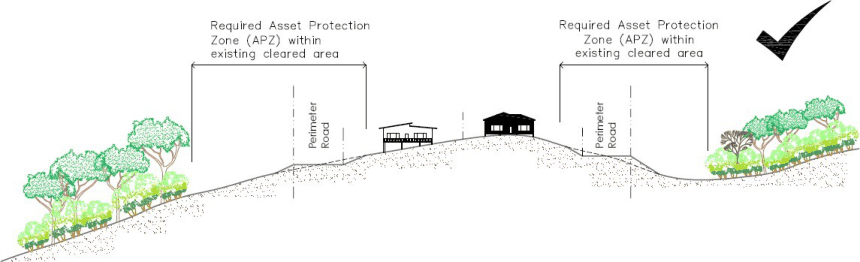 Required Asset Protection
Zone (APZ) within
existing cleared area
Required Asset Protection
Zone (APZ) within
existing cleared area
Perimeter
Road
Perimeter
Road